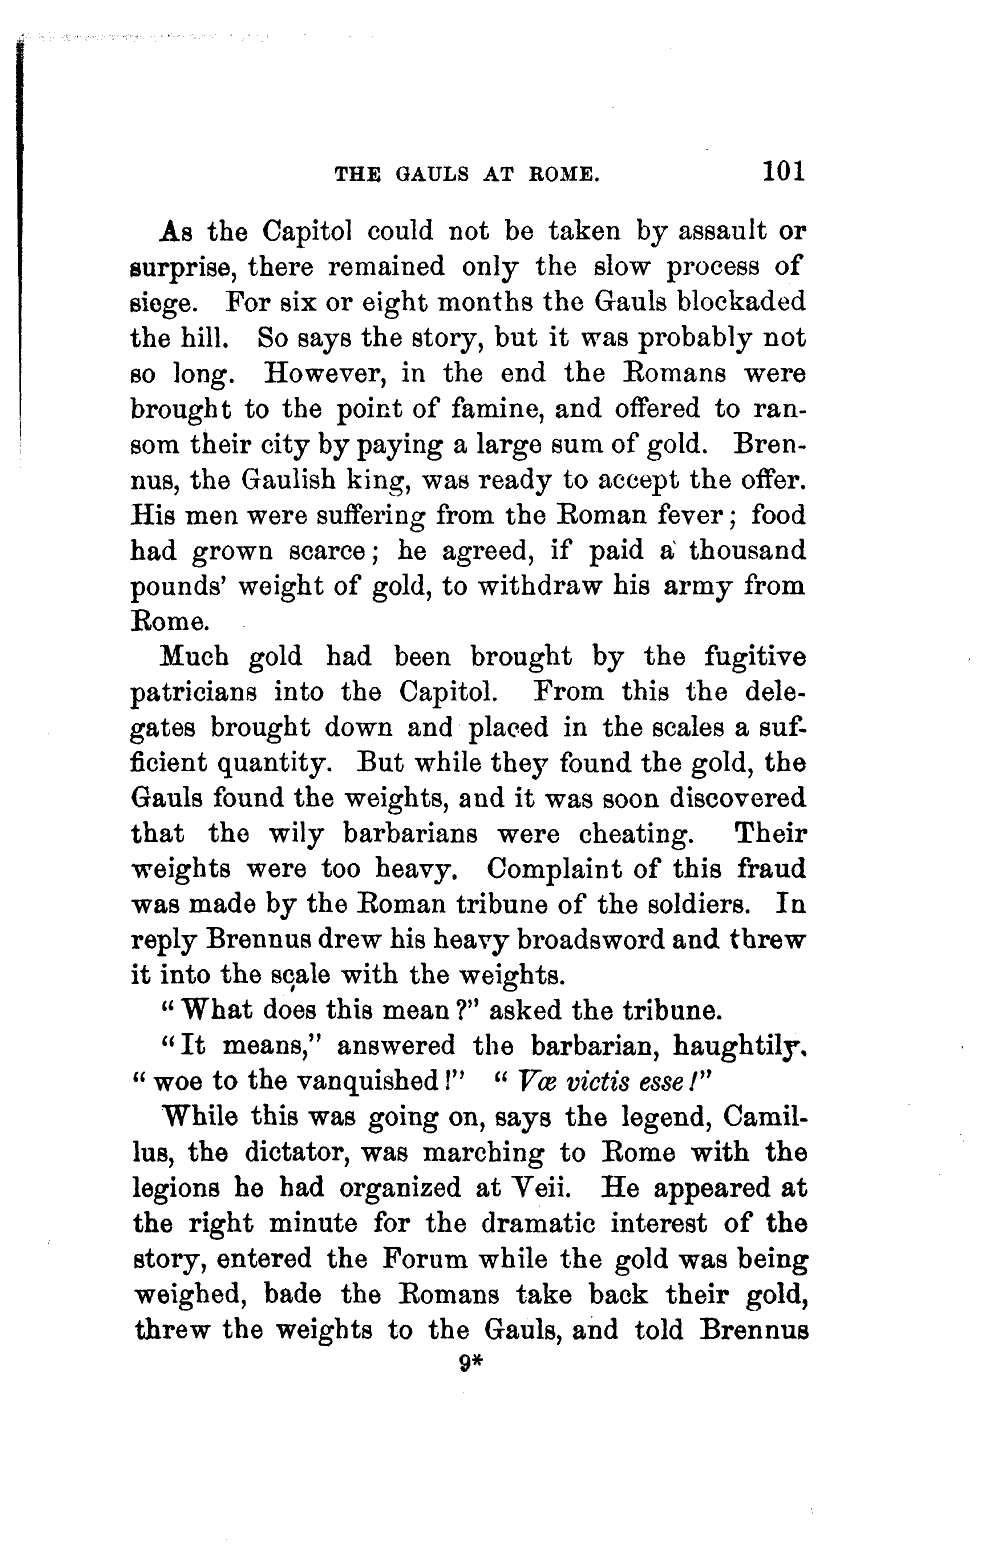 THE GAULS AT ROME. 101
As the Capitol could not be taken by assault or
surprise, there remained only the slow process of
siege. For six or eight months the Gauls blockaded
the hill. So says the story, but it was probably not
so long. However, in the end the Romans were
brought to the point of famine, and offered to ran-
som their city by paying a large sum of gold. Bren-
nus, the Gaulish king, was ready to accept the offer.
His men were suffering from the Roman fever; food
had grown scarce; he agreed, if paid a thousand
pounds' weight of gold, to withdraw his army from
Rome.
Much gold had been brought by the fugitive
patricians into the Capitol. From this the dele-
gates brought down and placed in the scales a suf-
ficient quantity. But while they found the gold, the
Gauls found the weights, and it was soon discovered
that the wily barbarians were cheating. Their
weights were too heavy. Complaint of this fraud
was made by the Roman tribune of the soldiers. In
reply Brennus drew his heavy broadsword and threw
it into the scale with the weights.
"What does this mean?" asked the tribune.
"It means," answered the barbarian, haughtily,
"woe to the vanquished!" "Væ victis esse!"
While this was going on, says the legend, Camil-
lus, the dictator, was marching to Rome with the
legions he had organized at Veii. He appeared at
the right minute for the dramatic interest of the
story, entered the Forum while the gold was being
weighed, bade the Romans take back their gold,
threw the weights to the Gauls, and told Brennus
9*